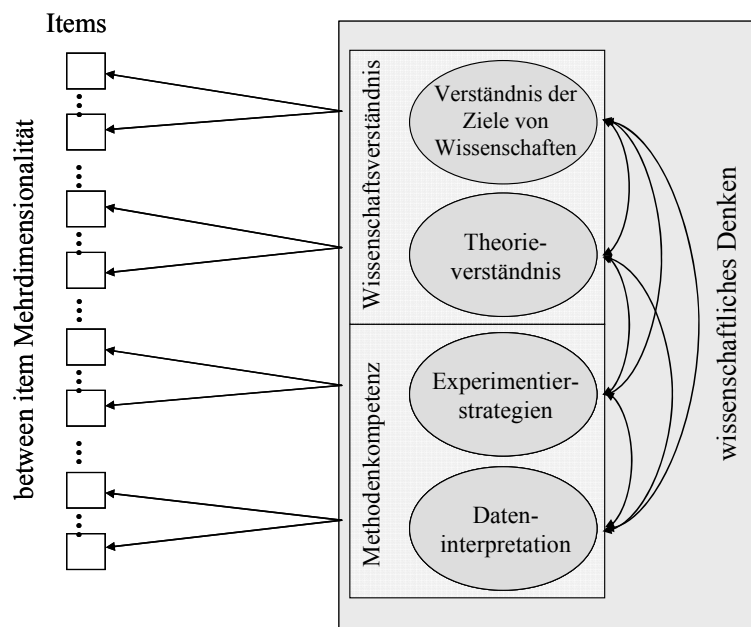 Items
between item Mehrdimensionalität
Wissenschaftsverständnis
Verständnis der
Ziele von
Wissenschaften
Theorie-
verständnis
Methodenkompetenz
Experimentier-
strategien
Daten-
interpretation
wissenschaftliches Denken